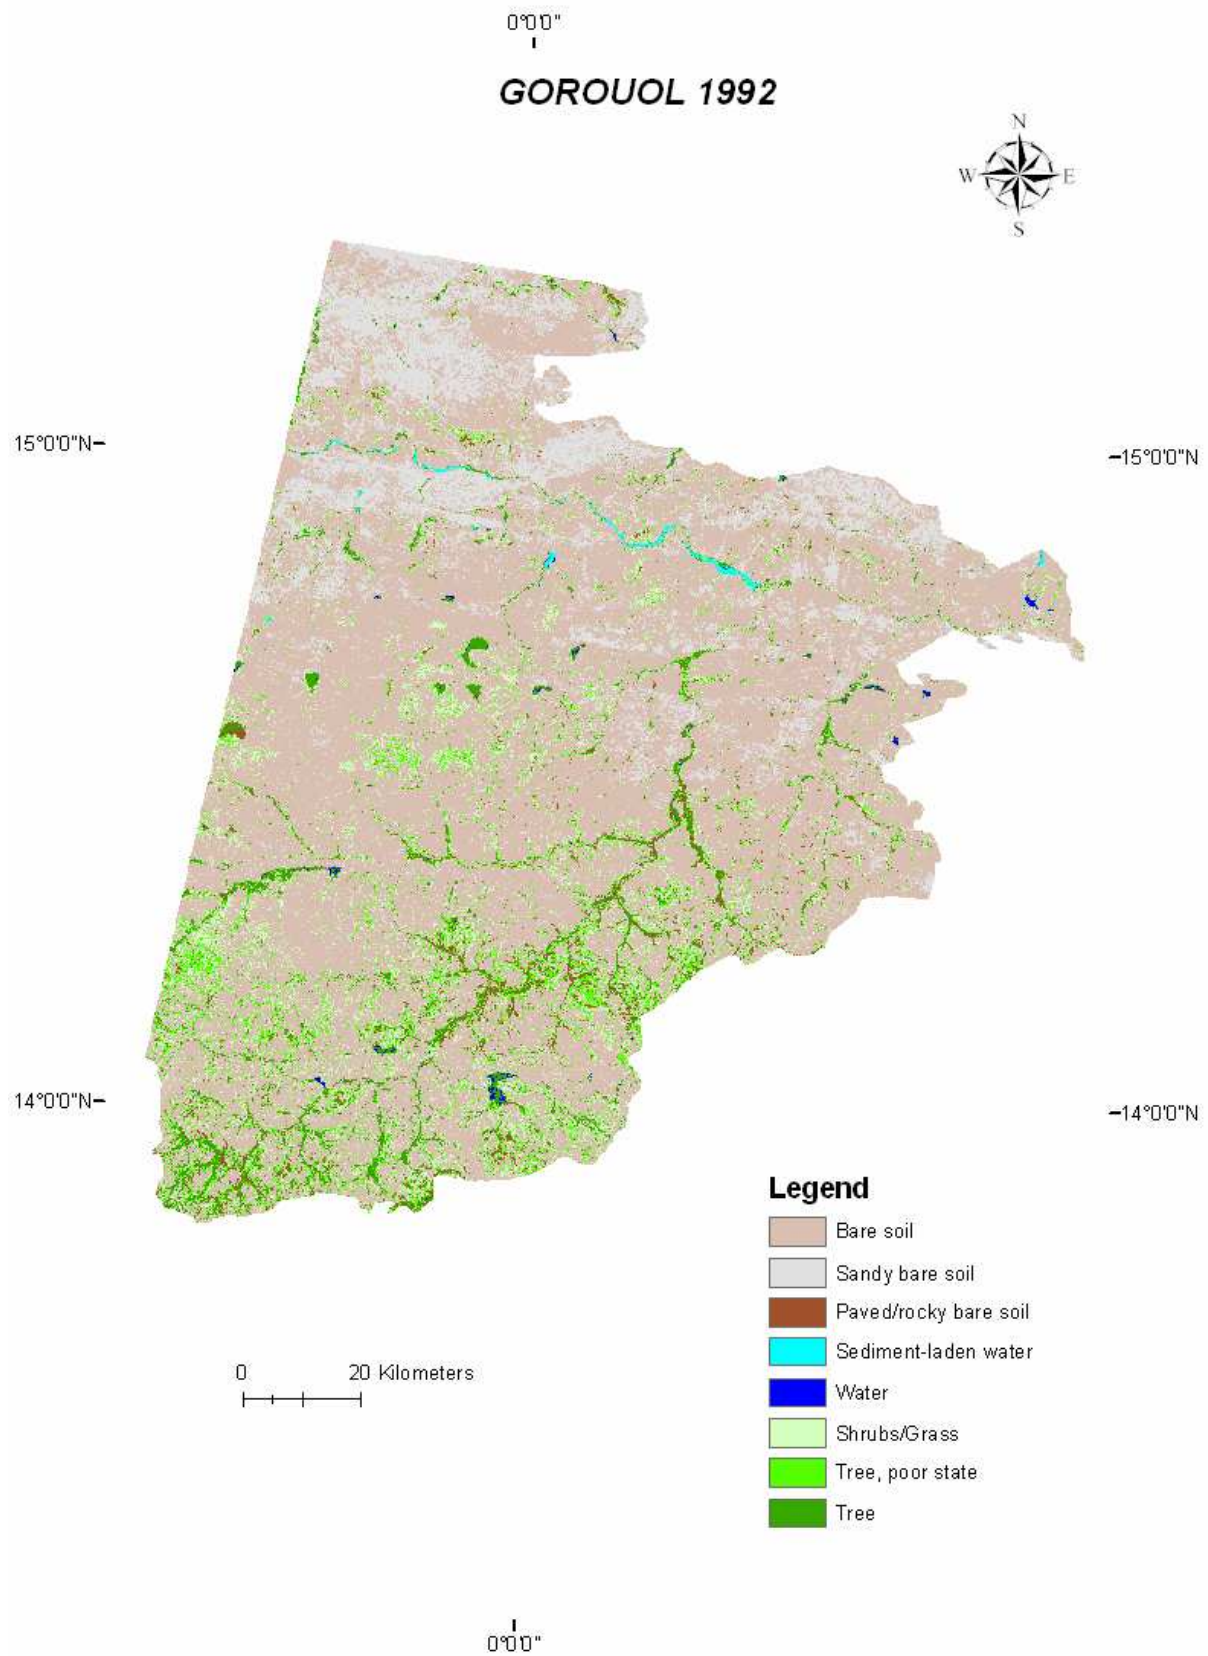 0°0'0"
GOROUOL 1992
N
W E
S
15°0'0"N
15°0'0"N
14°0'0"N
14°0'0"N
Legend
Bare soil
Sandy bare soil
Paved/rocky bare soil
Sediment-laden water
Water
Shrubs/Grass
Tree, poor state
Tree
0 20 Kilometers
0°0'0"